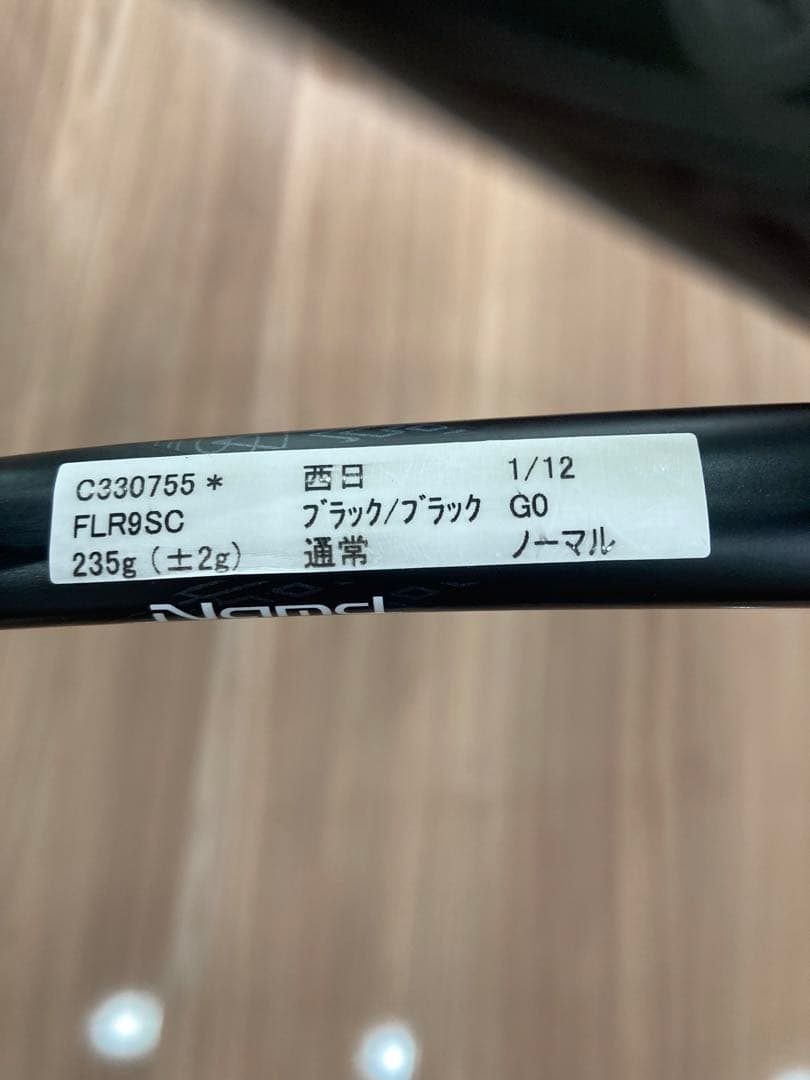 C330755* 西日 1/12
FLR9SC ブラック/ブラック G0
235g (±2g) 通常 ノーマル
Namd